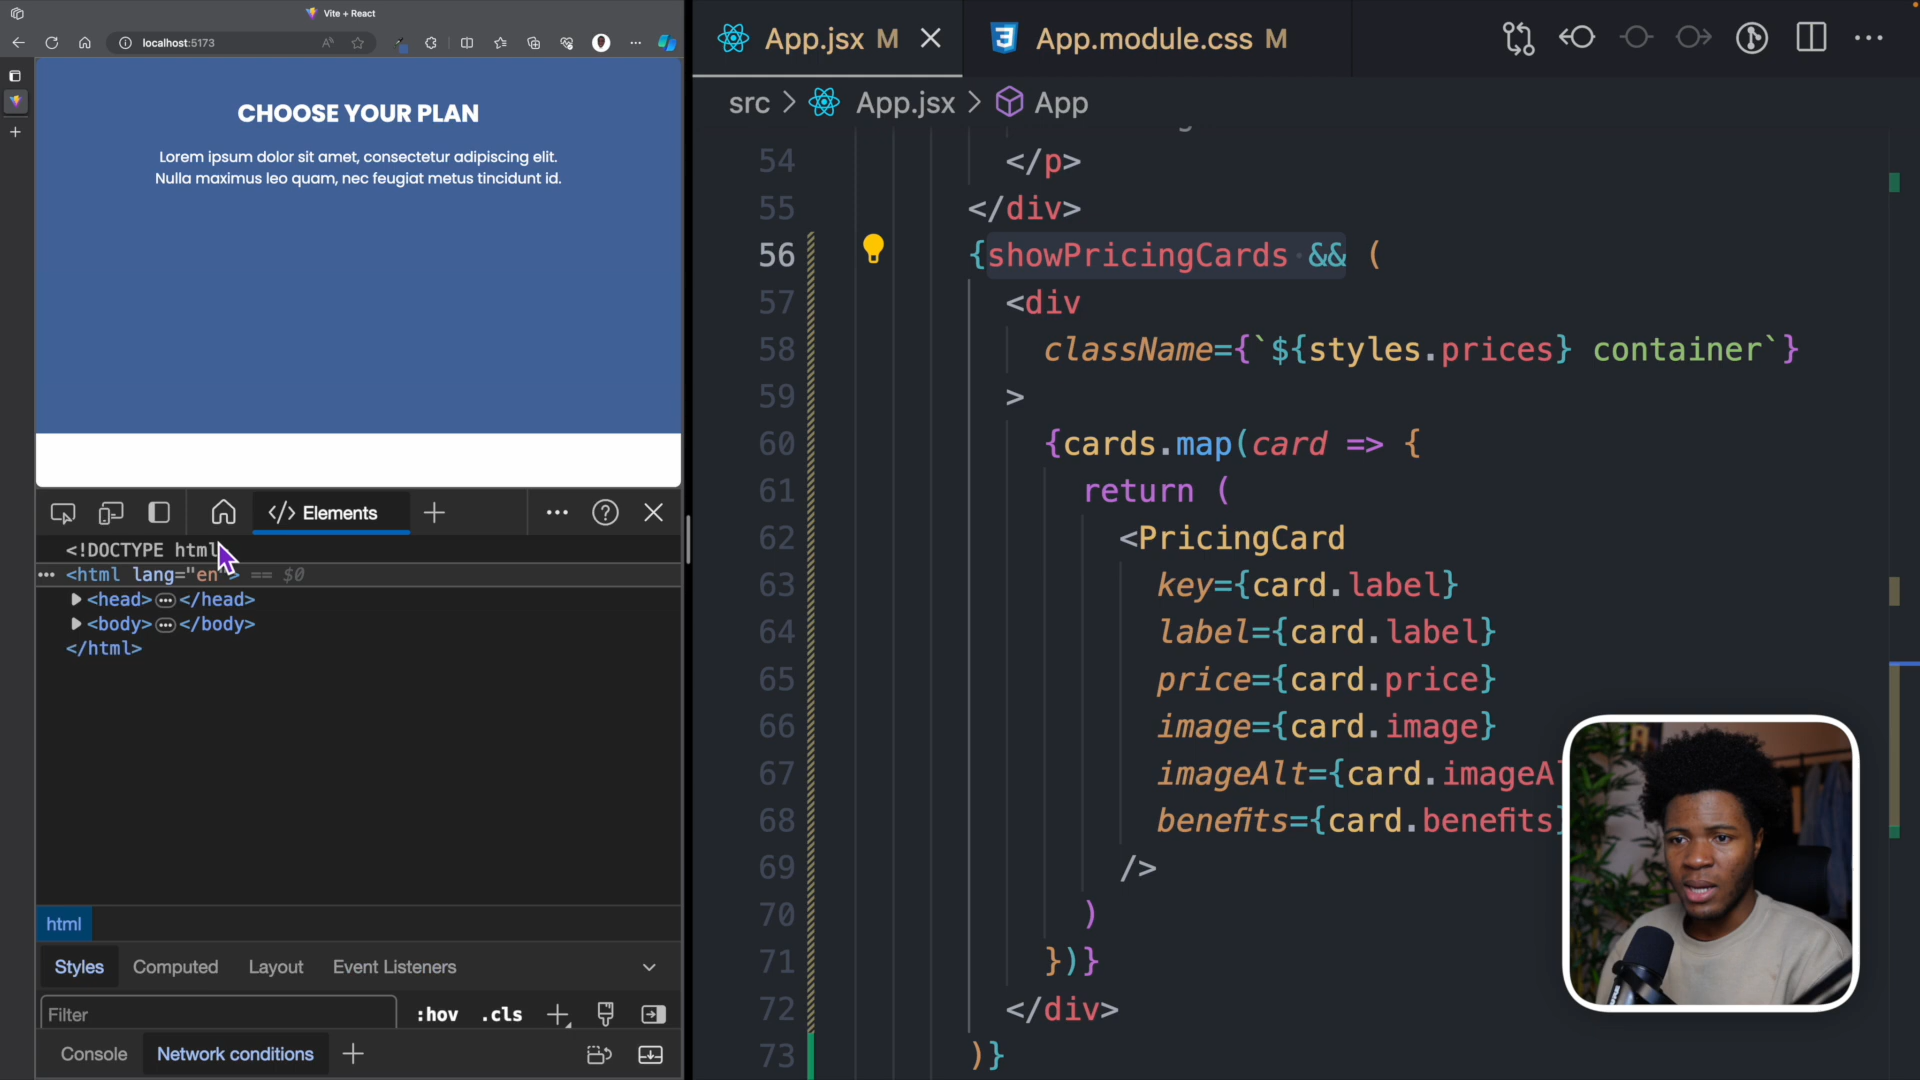 Vite + React
localhost:5173
CHOOSE YOUR PLAN
Lorem ipsum dolor sit amet, consectetur adipiscing elit.
Nulla maximus leo quam, nec feugiat metus tincidunt id.
</> Elements
<!DOCTYPE html
<html lang="en"> == $0
<head>…</head>
<body>…</body>
</html>
html
Styles Computed Layout Event Listeners
Filter :hov .cls
Console Network conditions
App.jsx M App.module.css M
src > App.jsx > App
54 </p>
55 </div>
56 {showPricingCards && (
57 <div
58 className={`${styles.prices} container`}
59 >
60 {cards.map(card => {
61 return (
62 <PricingCard
63 key={card.label}
64 label={card.label}
65 price={card.price}
66 image={card.image}
67 imageAlt={card.imageAl
68 benefits={card.benefits}
69 />
70 )
71 })}
72 </div>
73 )}